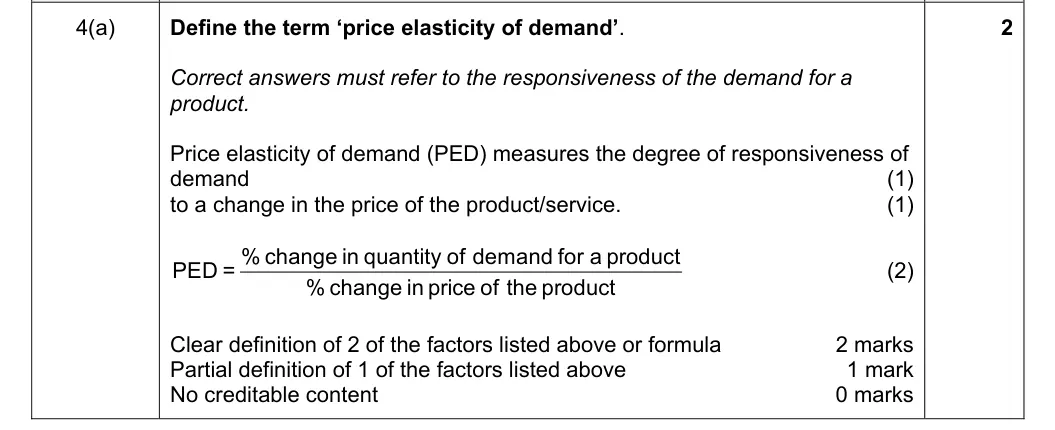 4(a) Define the term ‘price elasticity of demand’. 2
Correct answers must refer to the responsiveness of the demand for a
product.
Price elasticity of demand (PED) measures the degree of responsiveness of
demand (1)
to a change in the price of the product/service. (1)
% change in quantity of demand for a product
PED = (2)
% change in price of the product
Clear definition of 2 of the factors listed above or formula 2 marks
Partial definition of 1 of the factors listed above 1 mark
No creditable content 0 marks